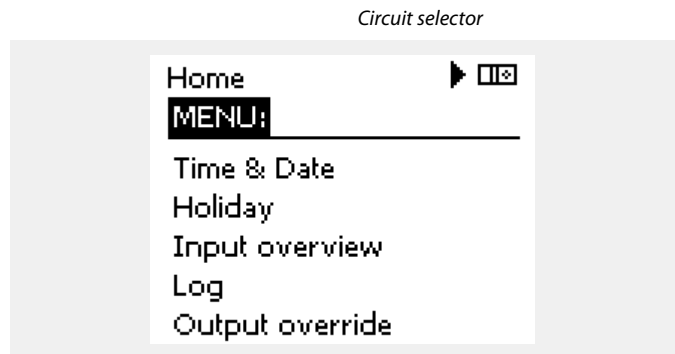 Circuit selector
Home
MENU:
Time & Date
Holiday
Input overview
Log
Output override